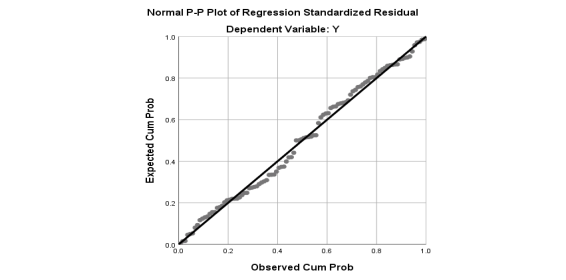 Normal P-P Plot of Regression Standardized Residual
Dependent Variable: Y
1.0
0.8
0.6
0.4
0.2
0.0
Expected Cum Prob
0.0 0.2 0.4 0.6 0.8 1.0
Observed Cum Prob